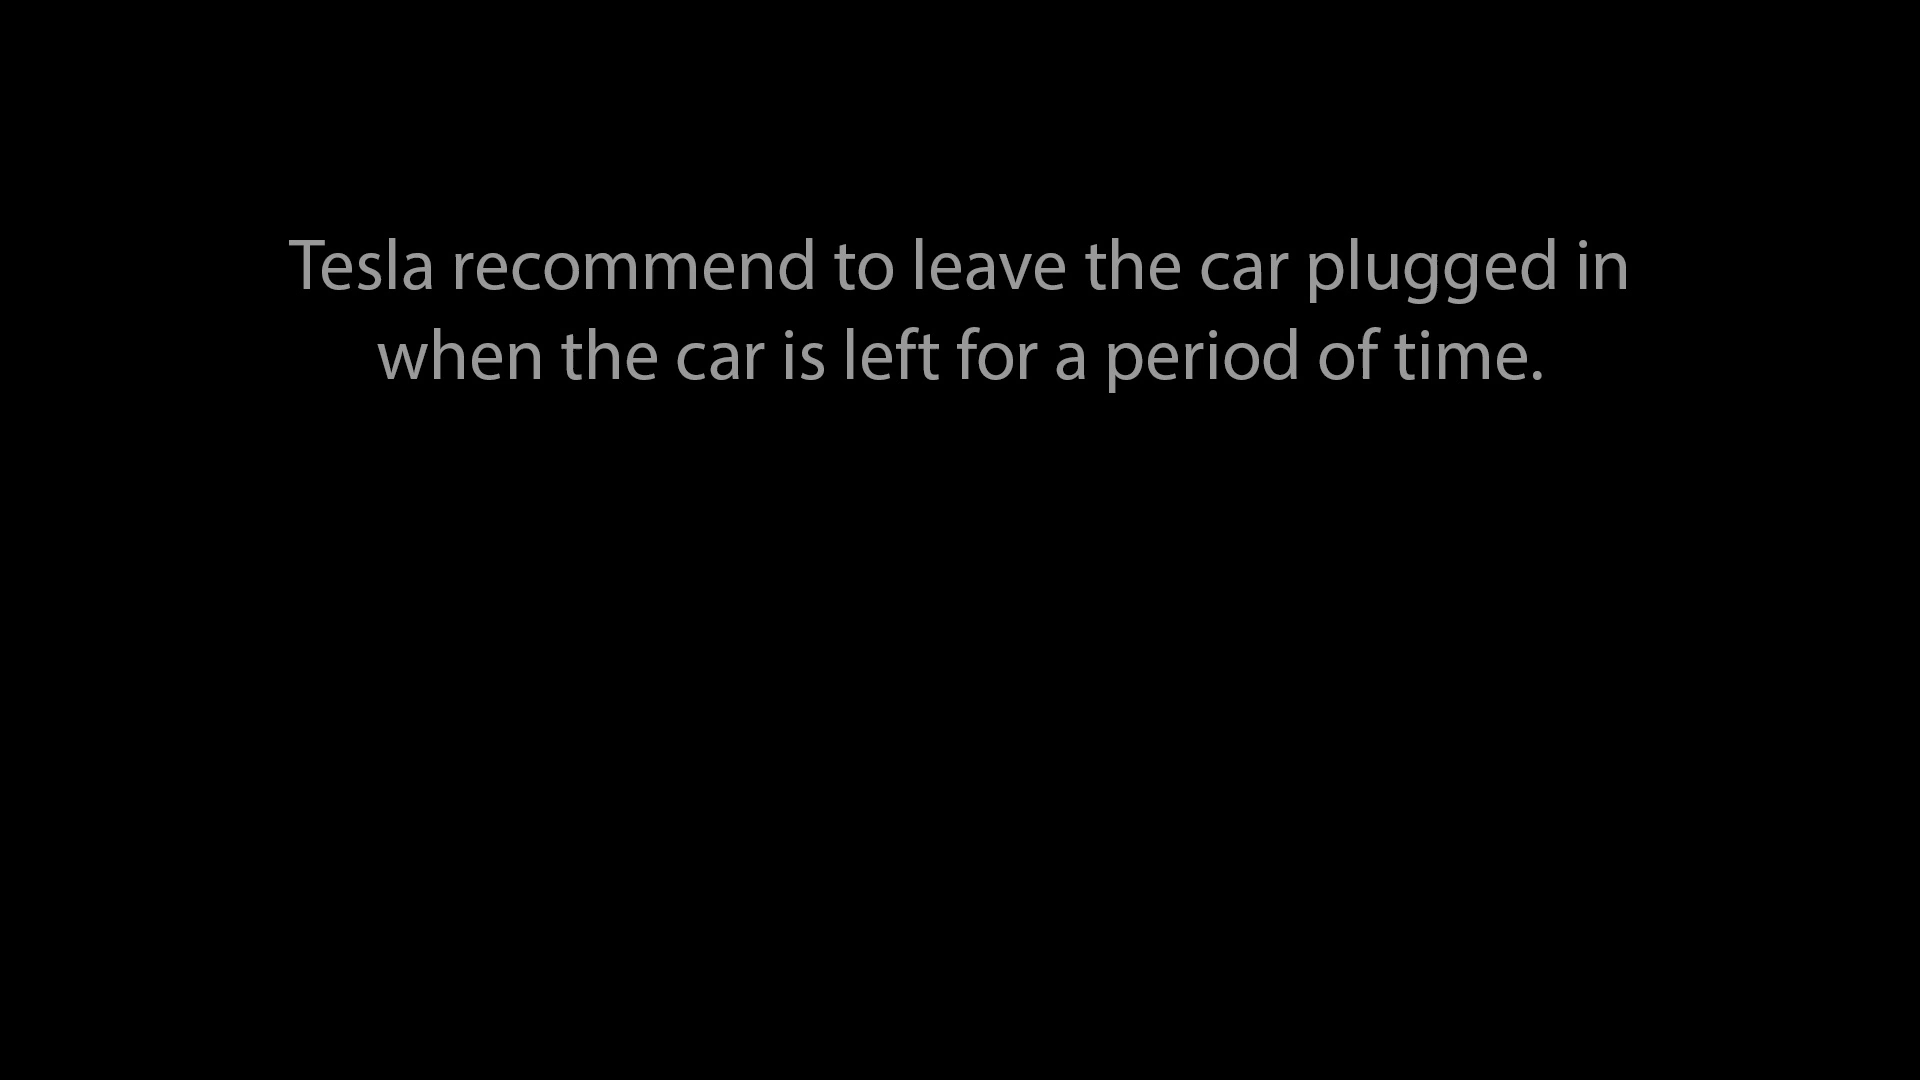 Tesla recommend to leave the car plugged in
when the car is left for a period of time.